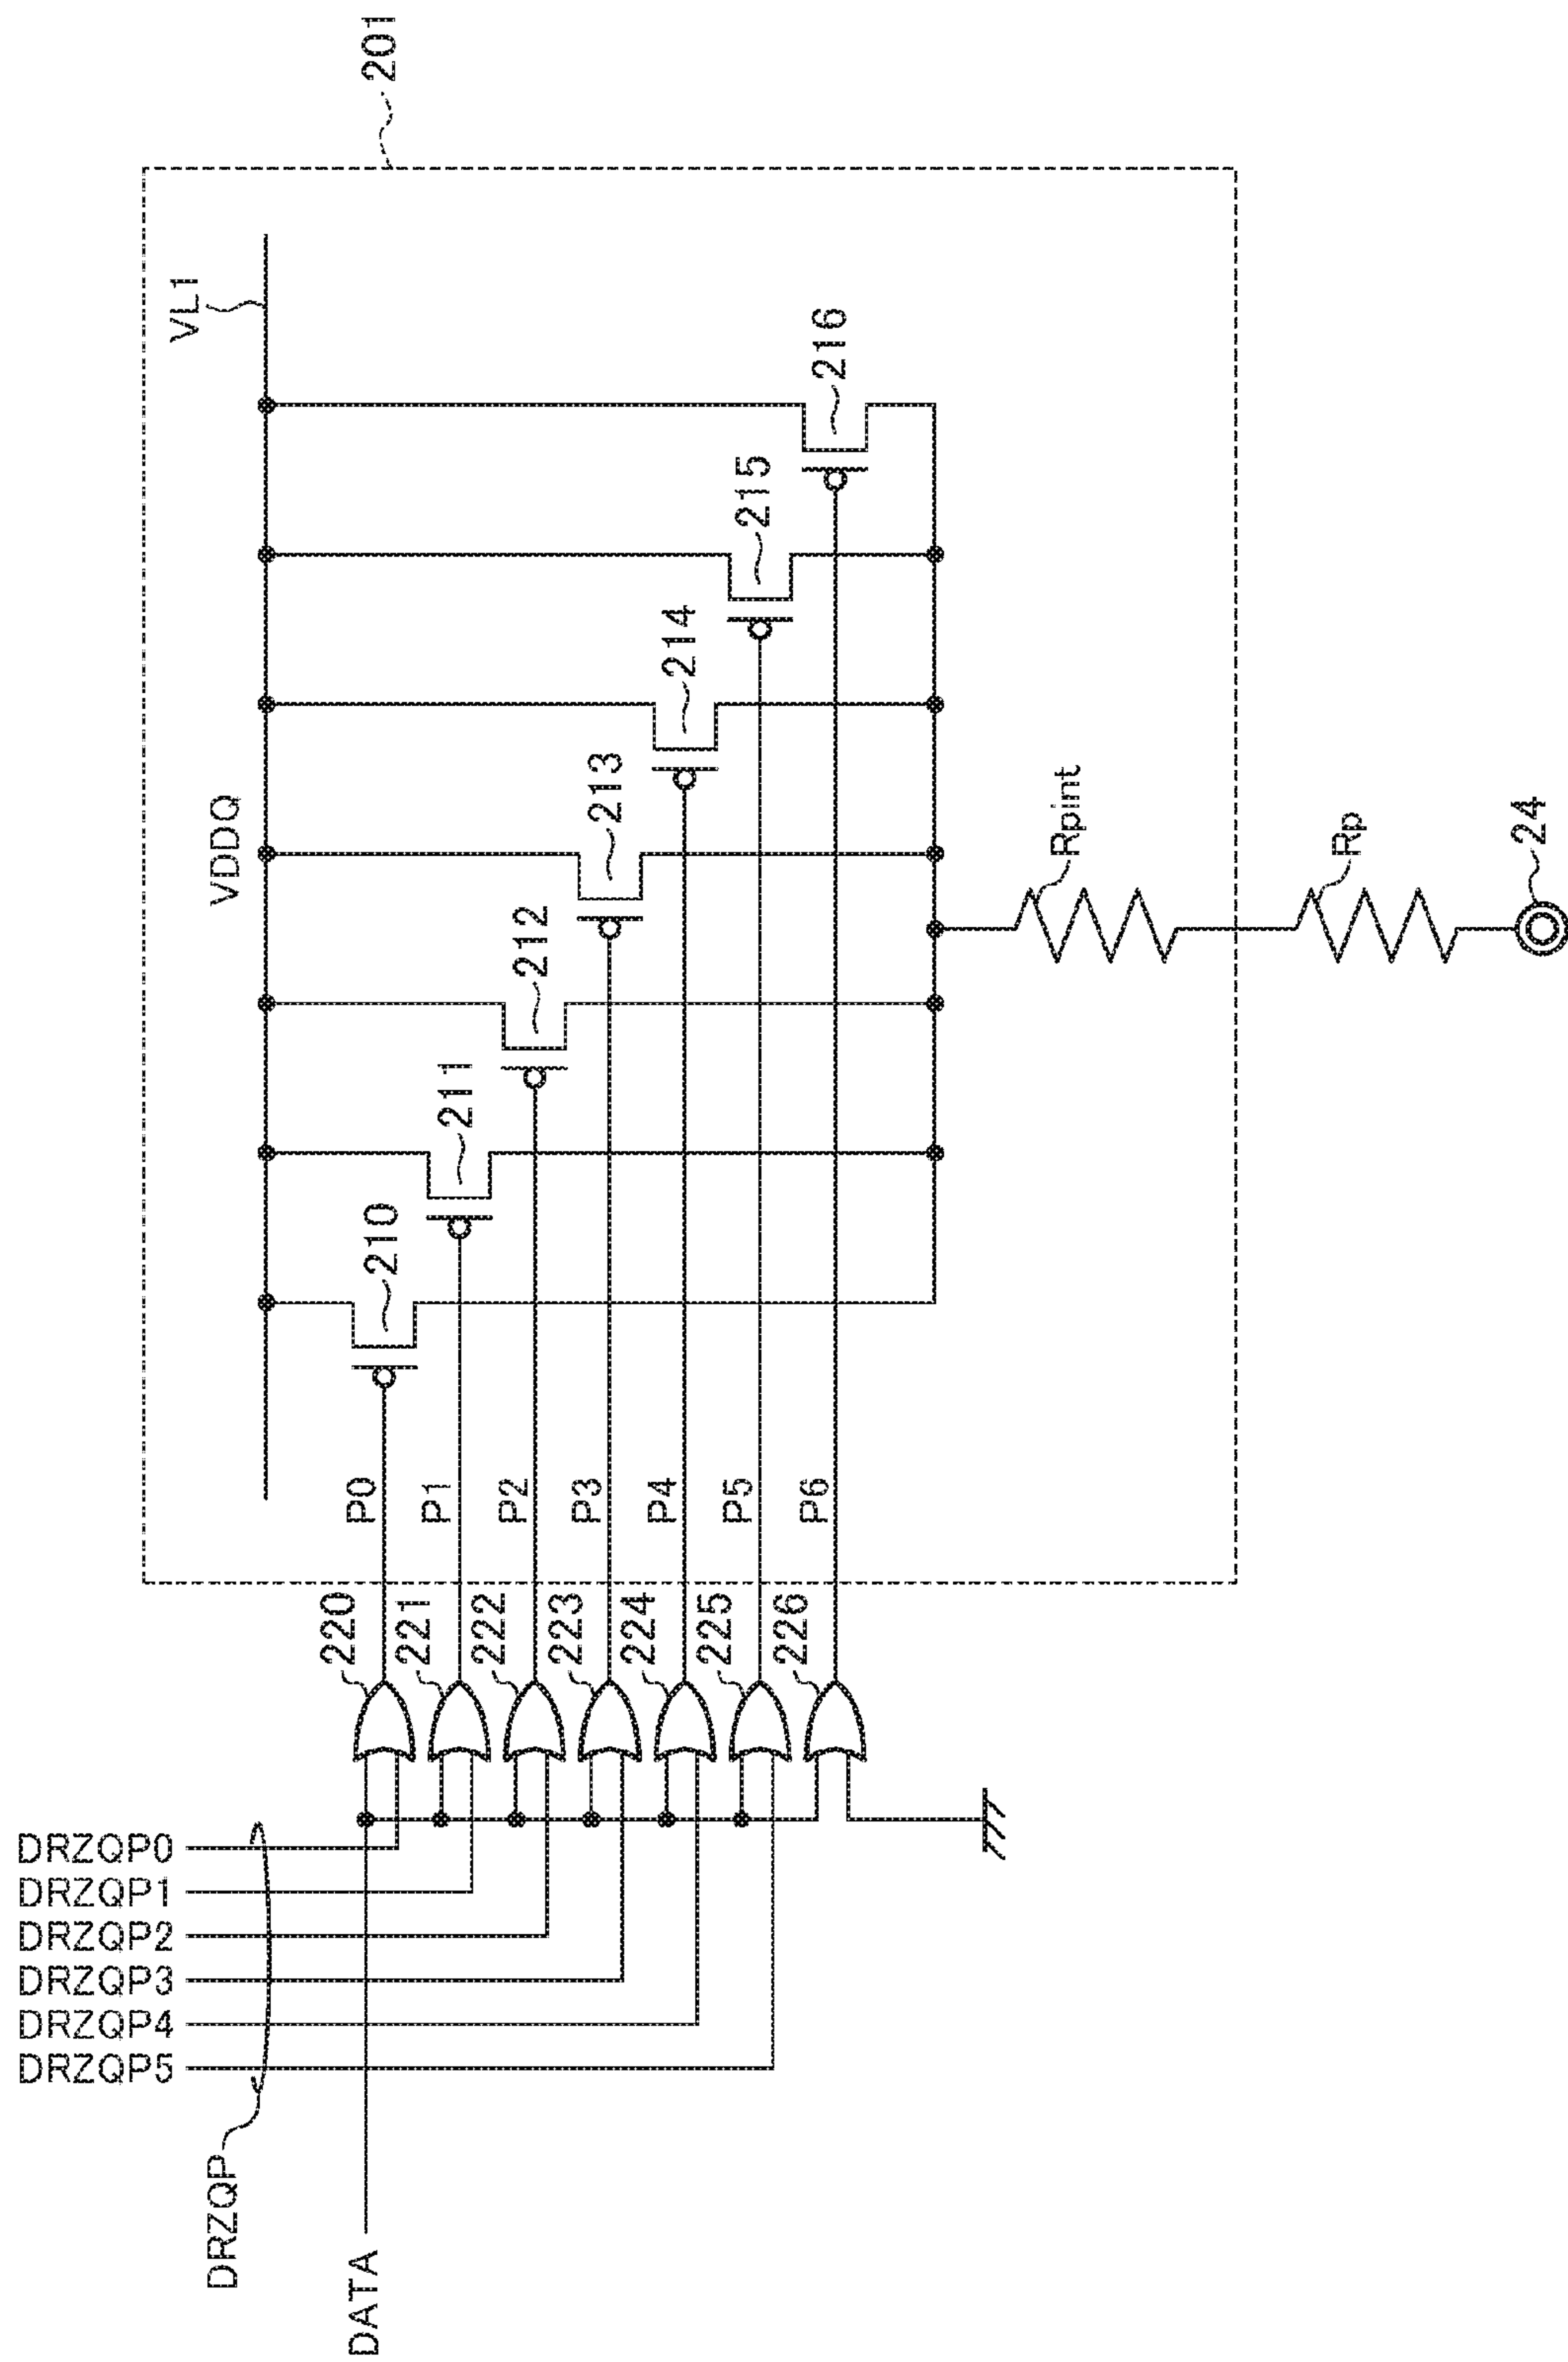 201
VL1
VDDQ
210
211
212
213
214
215
216
P0
P1
P2
P3
P4
P5
P6
220
221
222
223
224
225
226
Rpint
Rp
24
DRZQP0
DRZQP1
DRZQP2
DRZQP3
DRZQP4
DRZQP5
DRZQP
DATA